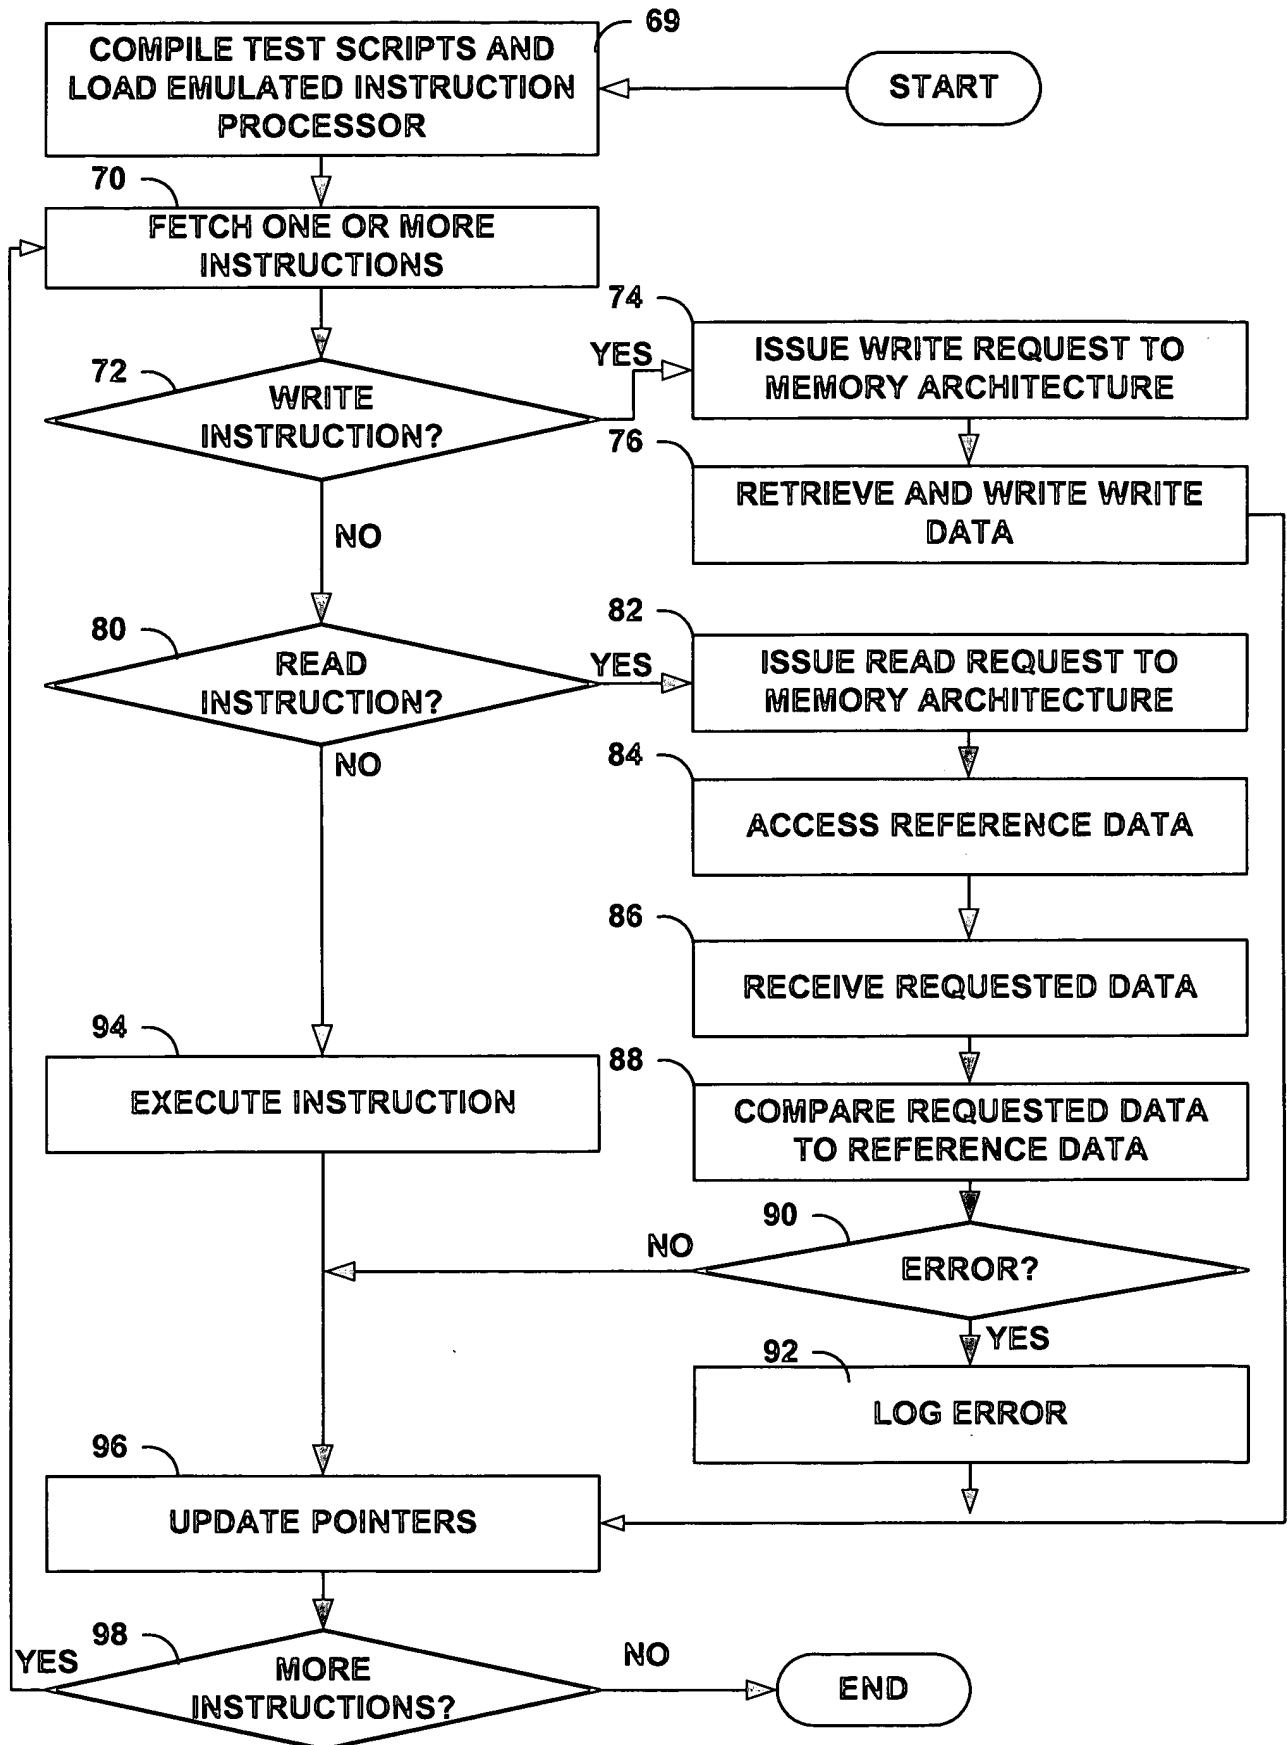 69
COMPILE TEST SCRIPTS AND
LOAD EMULATED INSTRUCTION
PROCESSOR
START
70
FETCH ONE OR MORE
INSTRUCTIONS
72
WRITE
INSTRUCTION?
YES
74
ISSUE WRITE REQUEST TO
MEMORY ARCHITECTURE
76
RETRIEVE AND WRITE WRITE
DATA
NO
80
READ
INSTRUCTION?
YES
82
ISSUE READ REQUEST TO
MEMORY ARCHITECTURE
NO
84
ACCESS REFERENCE DATA
86
RECEIVE REQUESTED DATA
94
EXECUTE INSTRUCTION
88
COMPARE REQUESTED DATA
TO REFERENCE DATA
90
ERROR?
NO
YES
92
LOG ERROR
96
UPDATE POINTERS
98
MORE
INSTRUCTIONS?
YES
NO
END